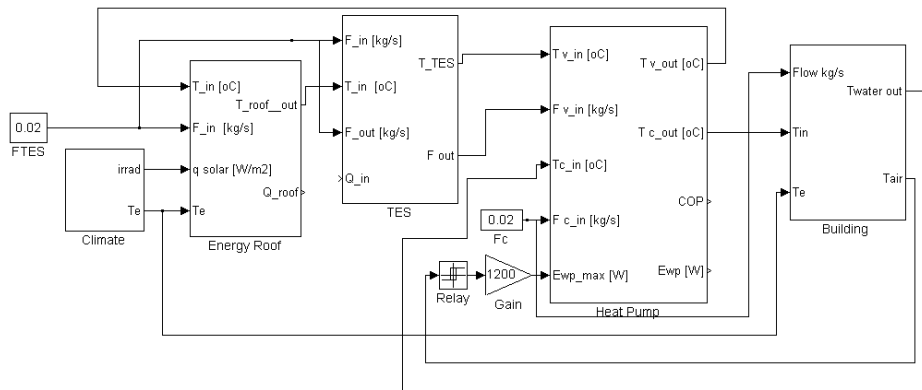 F_in [kg/s]
T_TES
T_in [oC]
F_out [kg/s]
F out
Q_in
TES
T_in [oC]
T_roof__out
F_in [kg/s]
q solar [W/m2]
Q_roof
Te
Energy Roof
0.02
FTES
irrad
Te
Climate
T v_in [oC]
T v_out [oC]
F v_in [kg/s]
T c_out [oC]
Tc_in [oC]
COP
F c_in [kg/s]
Ewp_max [W]
Ewp [W]
Heat Pump
0.02
Fc
Relay
1200
Gain
Flow kg/s
Twater out
Tin
Tair
Te
Building